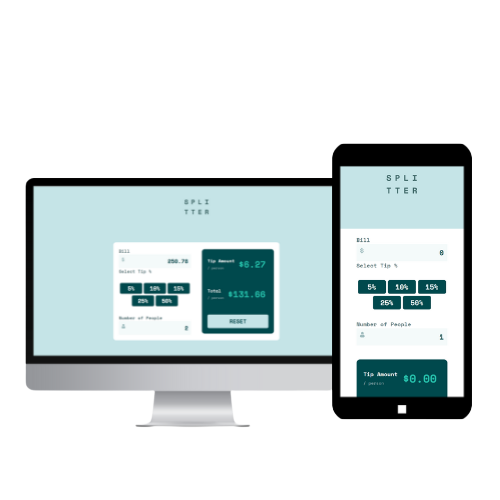 SPLI
TTER
Bill
$ 250.78
Select Tip %
5% 10% 15%
25% 50%
Number of People
2
Tip Amount
/ person
$6.27
Total
/ person
$131.66
RESET
SPLI
TTER
Bill
$ 0
Select Tip %
5% 10% 15%
25% 50%
Number of People
1
Tip Amount
/ person
$0.00